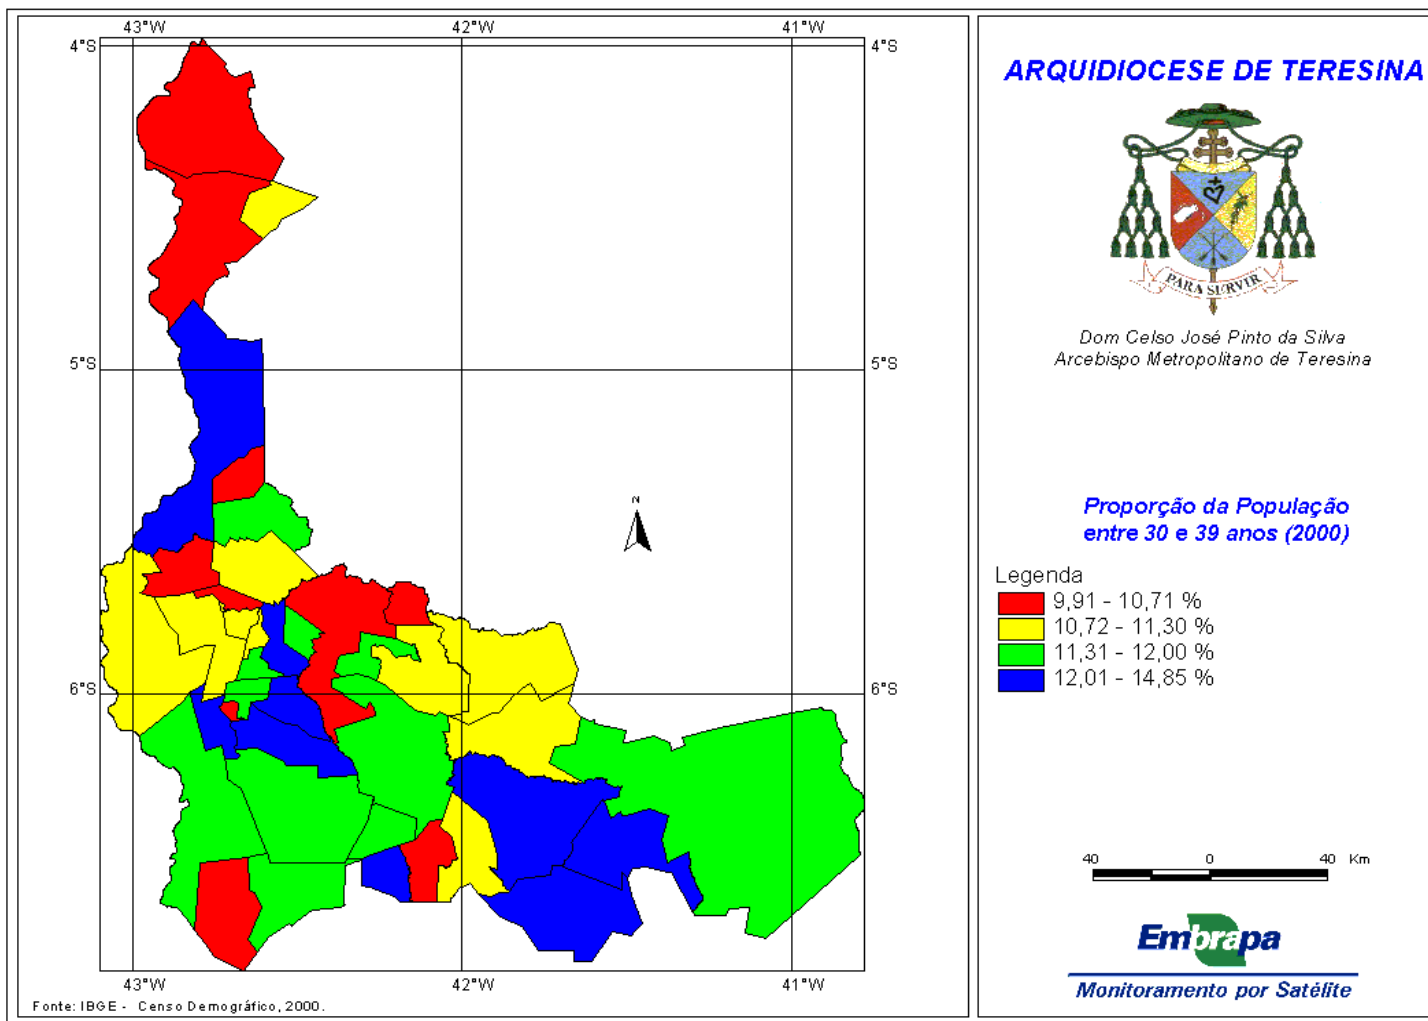 43°W 42°W 41°W
4°S 4°S
5°S 5°S
6°S 6°S
43°W 42°W 41°W
N
Fonte: IBGE - Censo Demográfico, 2000.
ARQUIDIOCESE DE TERESINA
PARA SERVIR
Dom Celso José Pinto da Silva
Arcebispo Metropolitano de Teresina
Proporção da População
entre 30 e 39 anos (2000)
Legenda
9,91 - 10,71 %
10,72 - 11,30 %
11,31 - 12,00 %
12,01 - 14,85 %
40 0 40 Km
Embrapa
Monitoramento por Satélite